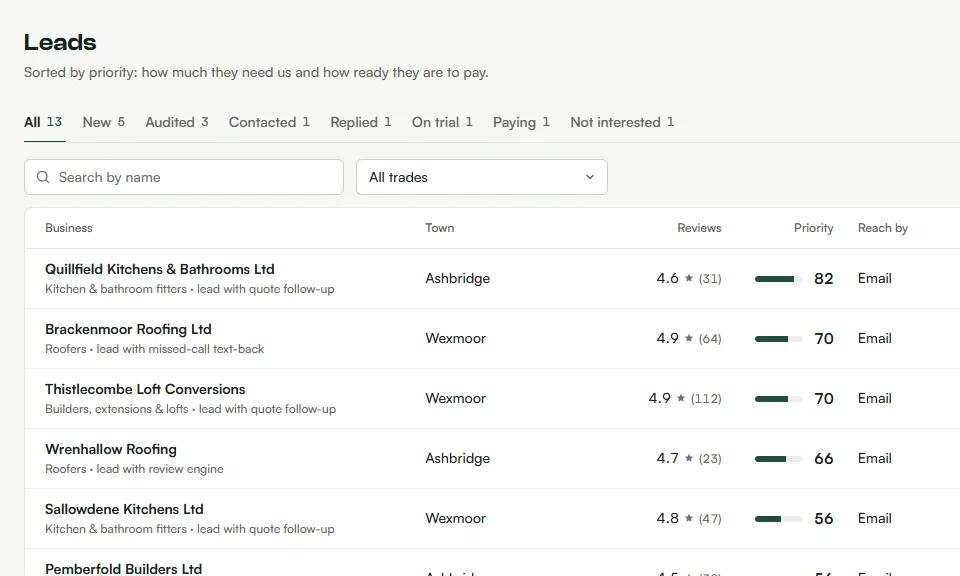 Leads
Sorted by priority: how much they need us and how ready they are to pay.
All 13 New 5 Audited 3 Contacted 1 Replied 1 On trial 1 Paying 1 Not interested 1
Search by name All trades
Business Town Reviews Priority Reach by
Quillfield Kitchens & Bathrooms Ltd
Kitchen & bathroom fitters · lead with quote follow-up
Ashbridge 4.6 ★ (31) 82 Email
Brackenmoor Roofing Ltd
Roofers · lead with missed-call text-back
Wexmoor 4.9 ★ (64) 70 Email
Thistlecombe Loft Conversions
Builders, extensions & lofts · lead with quote follow-up
Wexmoor 4.9 ★ (112) 70 Email
Wrenhallow Roofing
Roofers · lead with review engine
Ashbridge 4.7 ★ (23) 66 Email
Sallowdene Kitchens Ltd
Kitchen & bathroom fitters · lead with quote follow-up
Wexmoor 4.8 ★ (47) 56 Email
Pemberfold Builders Ltd